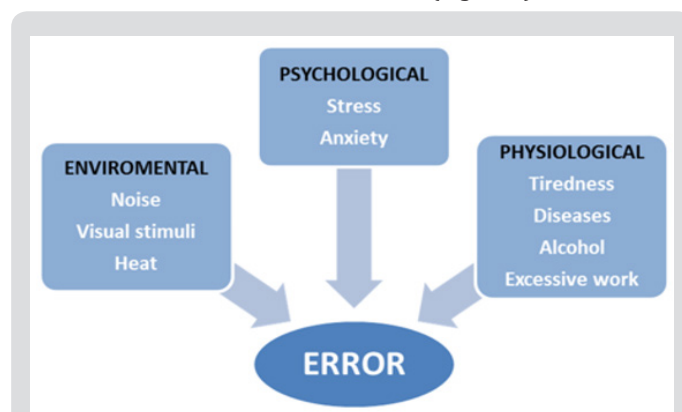 PSYCHOLOGICAL
Stress
Anxiety
ENVIROMENTAL
Noise
Visual stimuli
Heat
PHYSIOLOGICAL
Tiredness
Diseases
Alcohol
Excessive work
ERROR